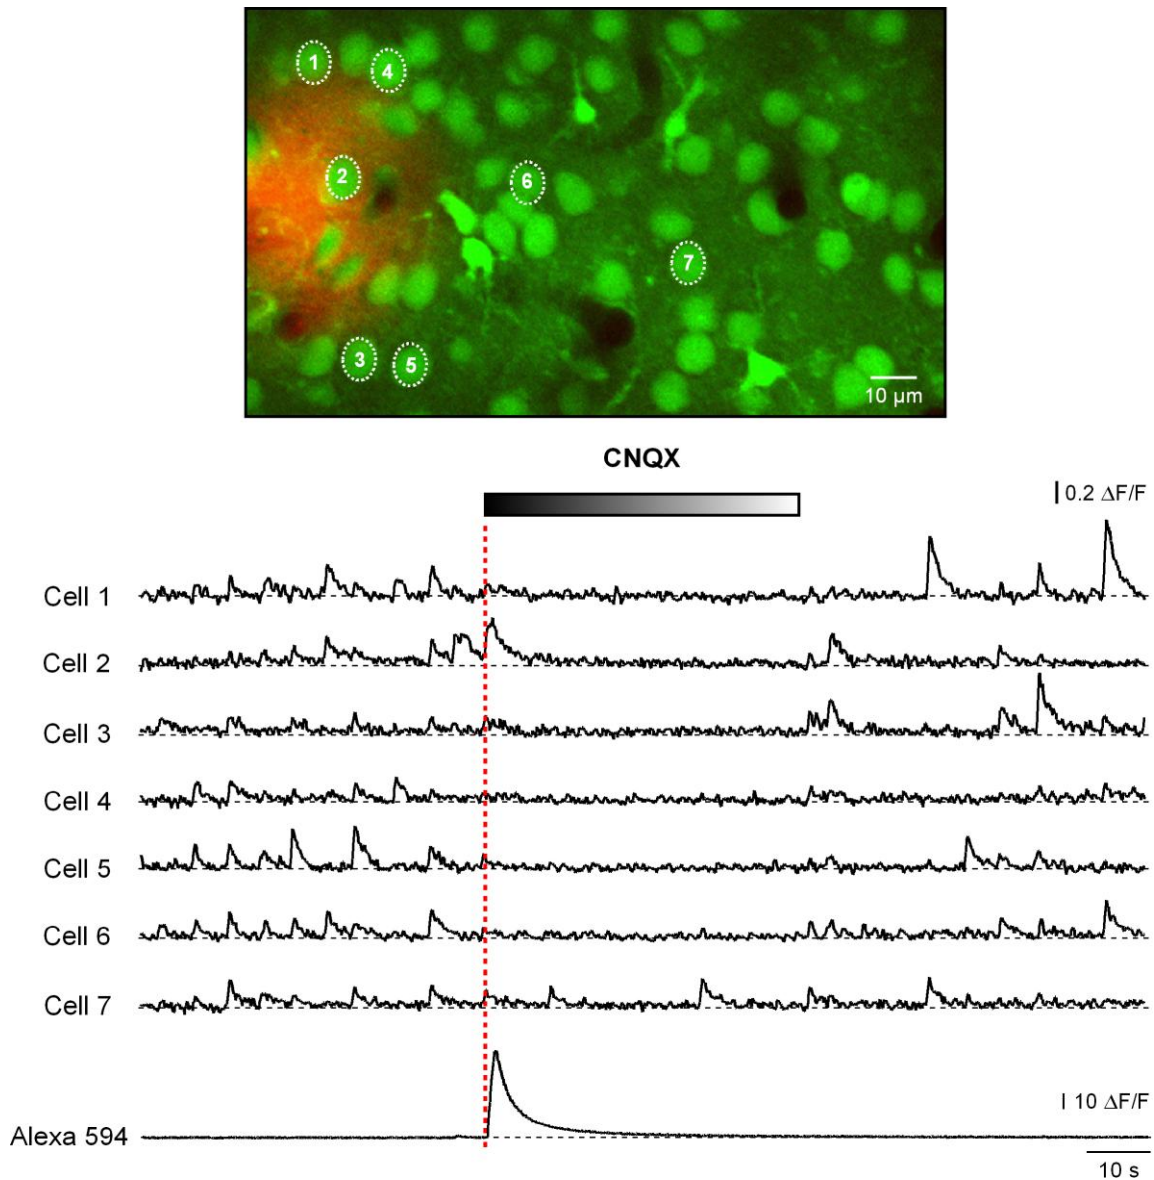 1
4
2
6
7
3
5
10 µm
CNQX
0.2 ΔF/F
Cell 1
Cell 2
Cell 3
Cell 4
Cell 5
Cell 6
Cell 7
10 ΔF/F
Alexa 594
10 s